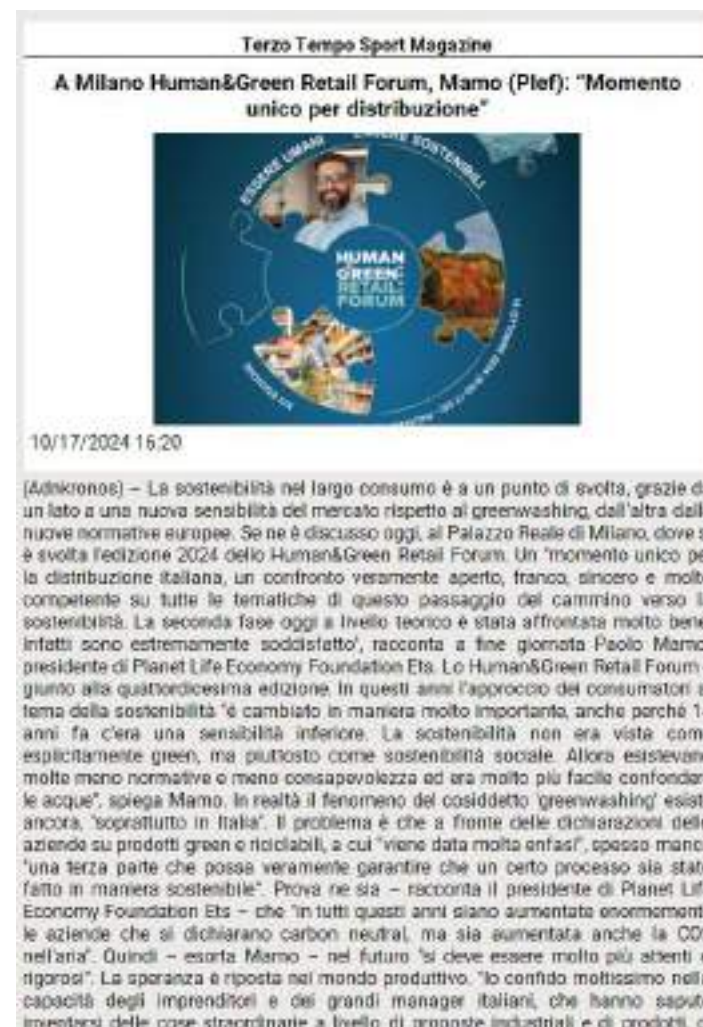 Terzo Tempo Sport Magazine
A Milano Human&Green Retail Forum, Mamo (Plef): "Momento
unico per distribuzione"
ESSERE UMANI
ESSERE SOSTENIBILI
HUMAN
GREEN
RETAIL
FORUM
XIV EDIZIONE
10/17/2024 16:20
(Adnkronos) – La sostenibilità nel largo consumo è a un punto di svolta, grazie d
un lato a una nuova sensibilità del mercato rispetto al greenwashing, dall'altra dall
nuove normative europee. Se ne è discusso oggi, al Palazzo Reale di Milano, dove s
è svolta l'edizione 2024 dello Human&Green Retail Forum. Un "momento unico pe
la distribuzione italiana, un confronto veramente aperto, franco, sincero e molt
competente su tutte le tematiche di questo passaggio del cammino verso l
sostenibilità. La seconda fase oggi a livello teorico è stata affrontata molto bene
infatti sono estremamente soddisfatto", racconta a fine giornata Paolo Mamo
presidente di Planet Life Economy Foundation Ets. Lo Human&Green Retail Forum
giunto alla quattordicesima edizione. In questi anni l'approccio dei consumatori a
tema della sostenibilità "è cambiato in maniera molto importante, anche perché 1
anni fa c'era una sensibilità inferiore. La sostenibilità non era vista com
esplicitamente green, ma piuttosto come sostenibilità sociale. Allora esistevan
molte meno normative e meno consapevolezza ed era molto più facile confonder
le acque", spiega Mamo. In realtà il fenomeno del cosiddetto 'greenwashing' esist
ancora, "soprattutto in Italia". Il problema è che a fronte delle dichiarazioni dell
aziende su prodotti green e riciclabili, a cui "viene data molta enfasi", spesso manc
"una terza parte che possa veramente garantire che un certo processo sia stat
fatto in maniera sostenibile". Prova ne sia – racconta il presidente di Planet Lif
Economy Foundation Ets – che "in tutti questi anni siano aumentate enormement
le aziende che si dichiarano carbon neutral, ma sia aumentata anche la CO
nell'aria". Quindi – esorta Mamo – nel futuro "si deve essere molto più attenti
rigorosi". La speranza è riposta nel mondo produttivo. "Io confido moltissimo nell
capacità degli imprenditori e dei grandi manager italiani, che hanno saput
inventarsi delle cose straordinarie a livello di proposte industriali e di prodotti,